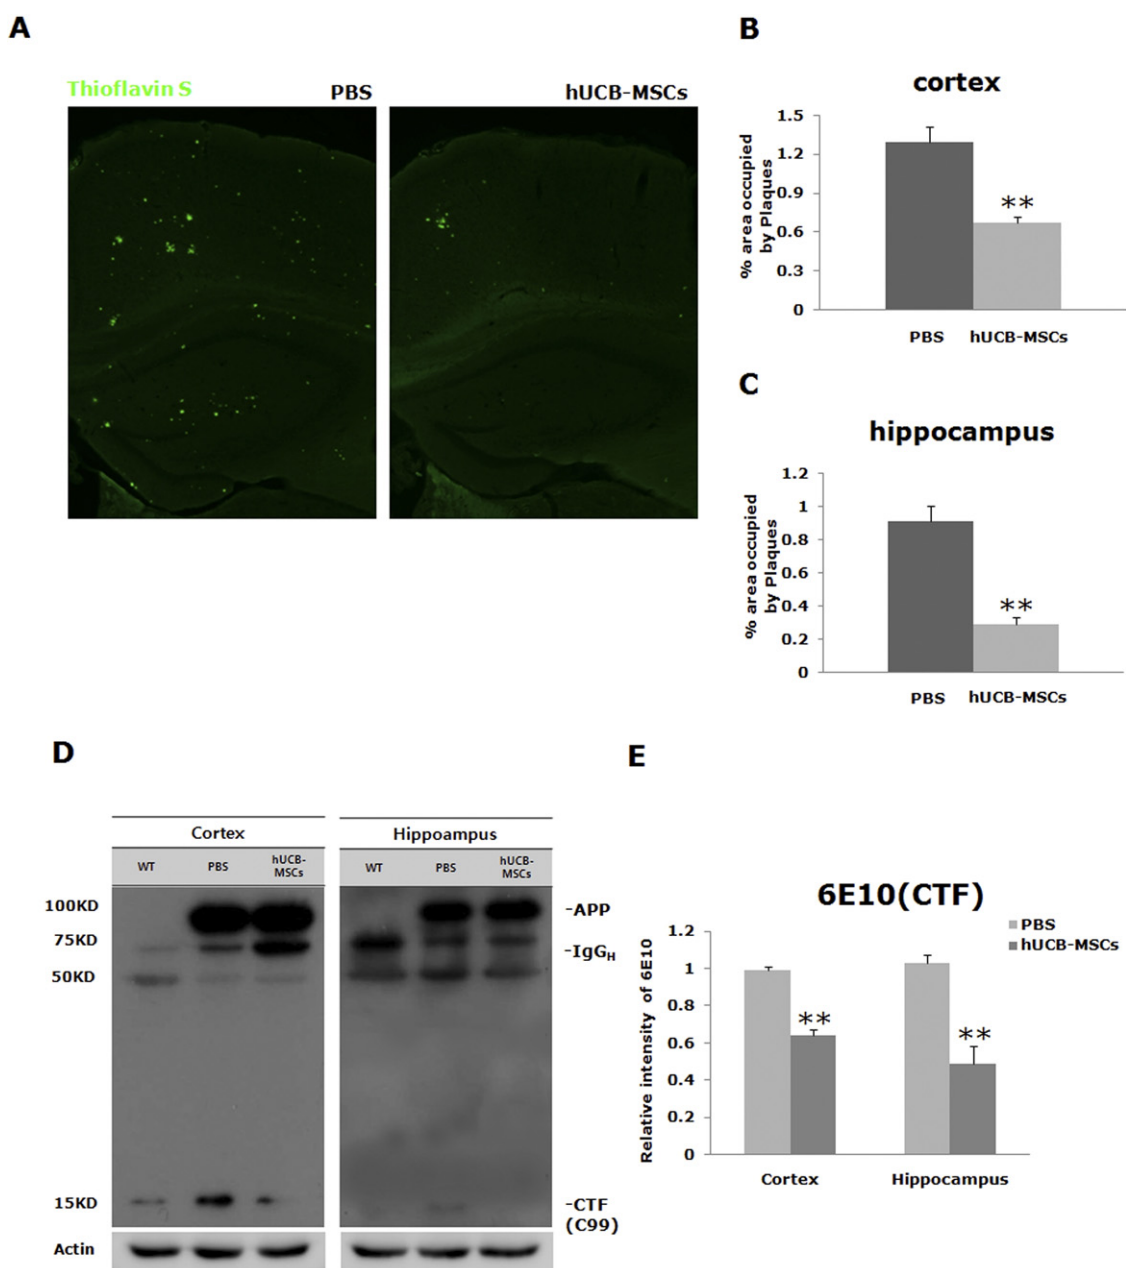 A
Thioflavin S
PBS
hUCB-MSCs
B
cortex
% area occupied
by Plaques
1.5
1.2
0.9
0.6
0.3
0
**
PBS
hUCB-MSCs
C
hippocampus
% area occupied
by Plaques
1.2
1
0.8
0.6
0.4
0.2
0
**
PBS
hUCB-MSCs
D
Cortex
Hippoampus
WT
PBS
hUCB-
MSCs
WT
PBS
hUCB-
MSCs
100KD
75KD
50KD
15KD
Actin
-APP
-IgGH
-CTF
(C99)
E
6E10(CTF)
PBS
hUCB-MSCs
Relative intensity of 6E10
1.2
1
0.8
0.6
0.4
0.2
0
**
**
Cortex
Hippocampus